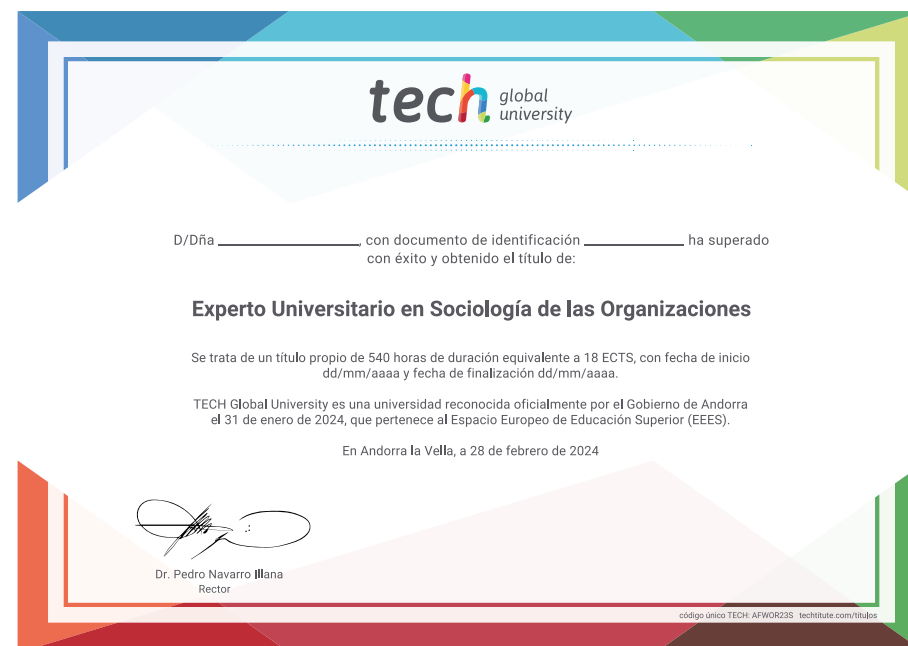 tech global university
D/Dña ____________________, con documento de identificación ______________ ha superado
con éxito y obtenido el título de:
Experto Universitario en Sociología de las Organizaciones
Se trata de un título propio de 540 horas de duración equivalente a 18 ECTS, con fecha de inicio
dd/mm/aaaa y fecha de finalización dd/mm/aaaa.
TECH Global University es una universidad reconocida oficialmente por el Gobierno de Andorra
el 31 de enero de 2024, que pertenece al Espacio Europeo de Educación Superior (EEES).
En Andorra la Vella, a 28 de febrero de 2024
Dr. Pedro Navarro Illana
Rector
código único TECH: AFWOR23S techtitute.com/titulos